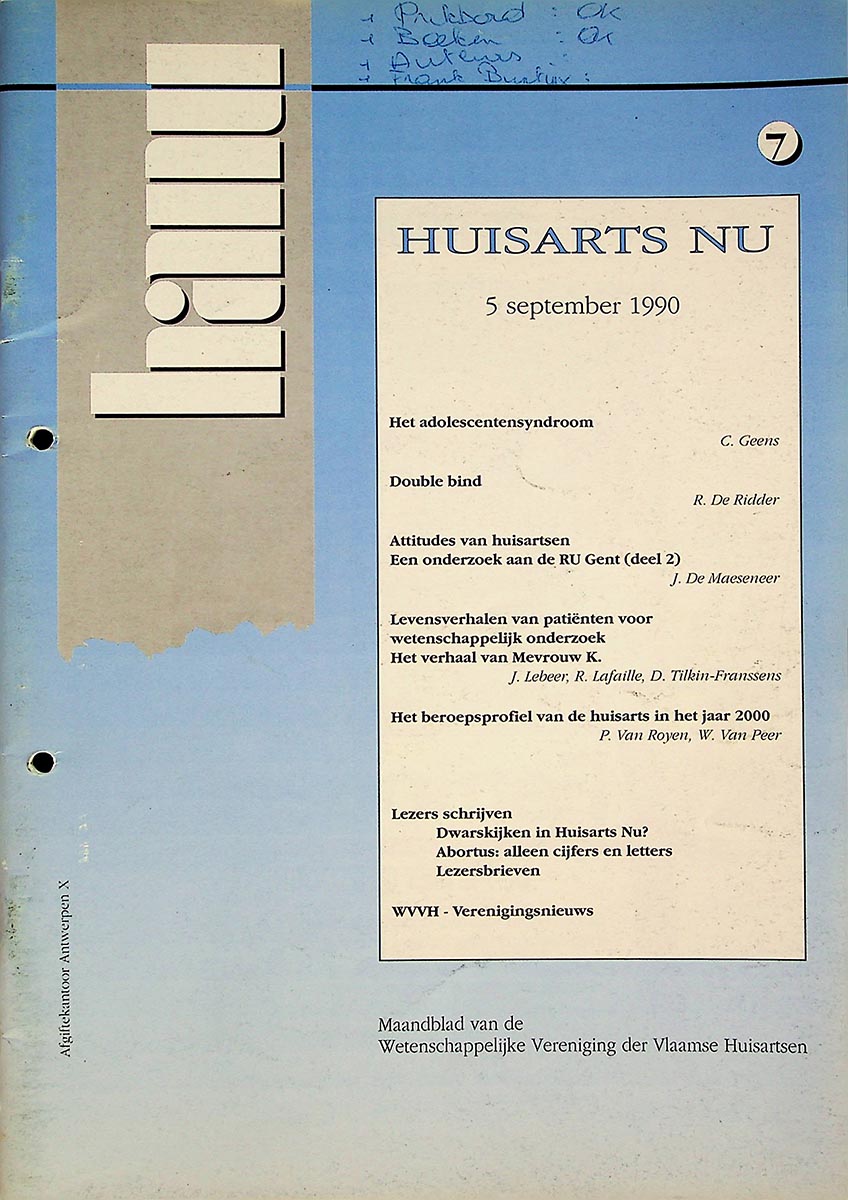 → Prikbord : OK
→ Boeken : OK
→ Auteurs :
→ Frank Buntinx :
hanu
7
HUISARTS NU
5 september 1990
Het adolescentensyndroom
C. Geens
Double bind
R. De Ridder
Attitudes van huisartsen
Een onderzoek aan de RU Gent (deel 2)
J. De Maeseneer
Levensverhalen van patiënten voor
wetenschappelijk onderzoek
Het verhaal van Mevrouw K.
J. Lebeer, R. Lafaille, D. Tilkin-Franssens
Het beroepsprofiel van de huisarts in het jaar 2000
P. Van Royen, W. Van Peer
Lezers schrijven
Dwarskijken in Huisarts Nu?
Abortus: alleen cijfers en letters
Lezersbrieven
WVVH - Verenigingsnieuws
Afgiftekantoor Antwerpen X
Maandblad van de
Wetenschappelijke Vereniging der Vlaamse Huisartsen